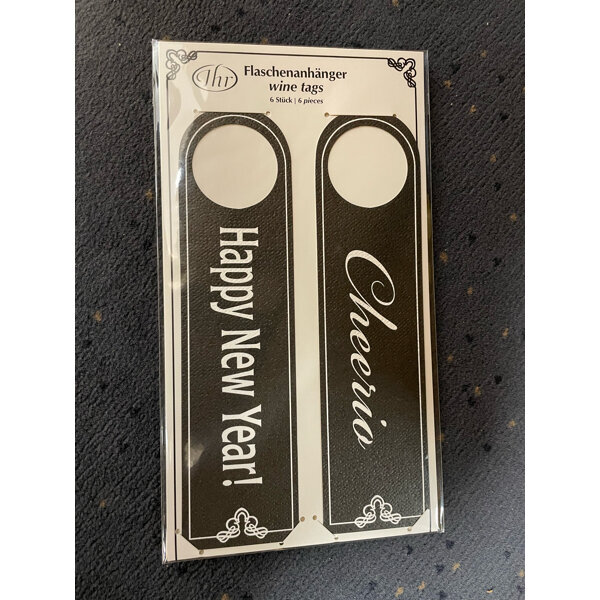 Ihr
Flaschenanhänger
wine tags
6 Stück | 6 pieces
Happy New Year!
Cheerio